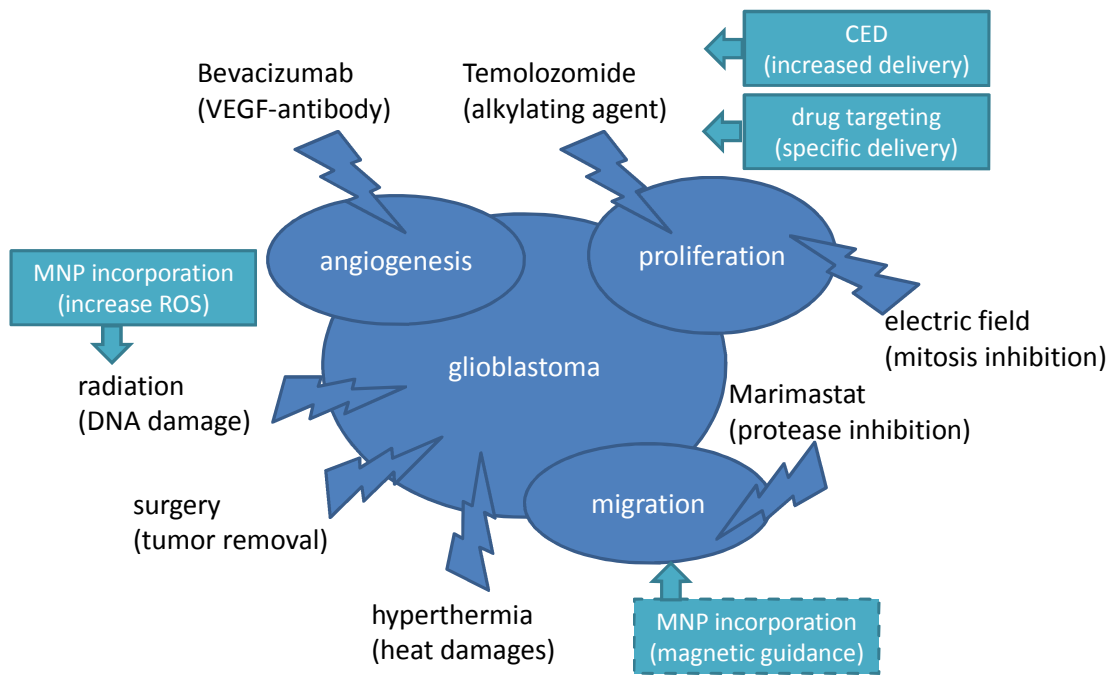 CED
(increased delivery)
Bevacizumab
(VEGF-antibody)
Temolozomide
(alkylating agent)
drug targeting
(specific delivery)
angiogenesis
proliferation
MNP incorporation
(increase ROS)
electric field
(mitosis inhibition)
glioblastoma
radiation
(DNA damage)
Marimastat
(protease inhibition)
surgery
(tumor removal)
migration
hyperthermia
(heat damages)
MNP incorporation
(magnetic guidance)